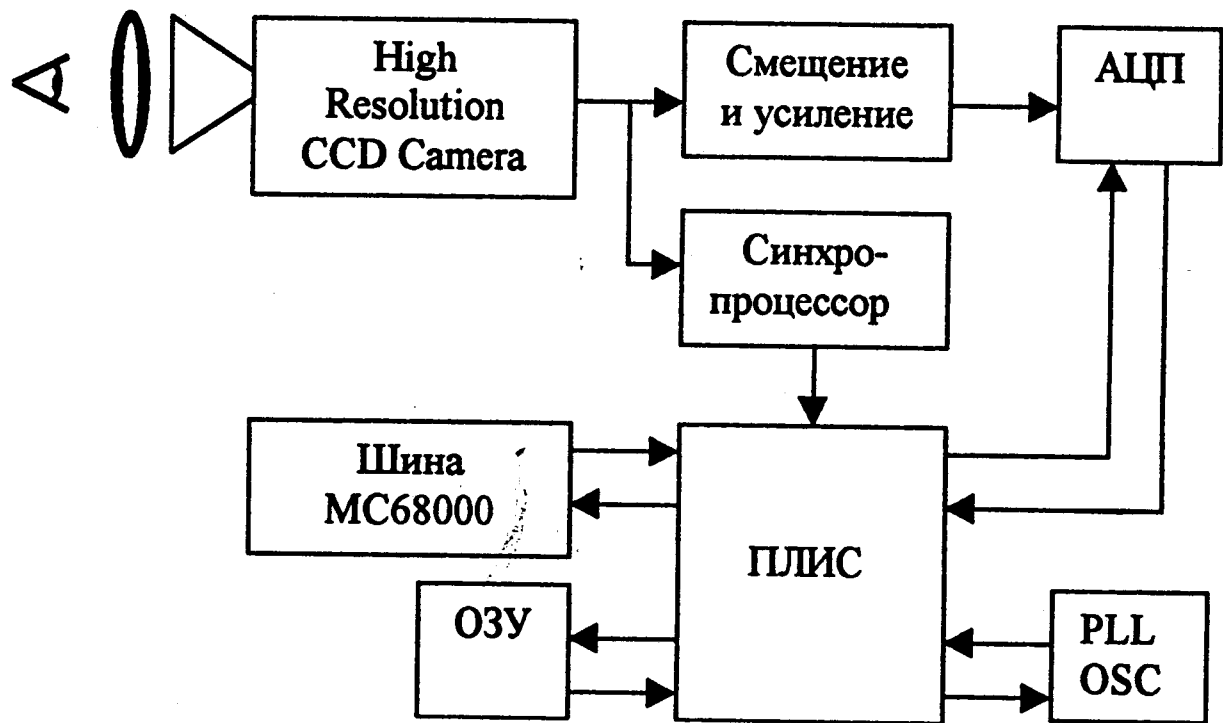 High
Resolution
CCD Camera
Смещение
и усиление
АЦП
Синхро-
процессор
Шина
MC68000
ПЛИС
ОЗУ
PLL
OSC